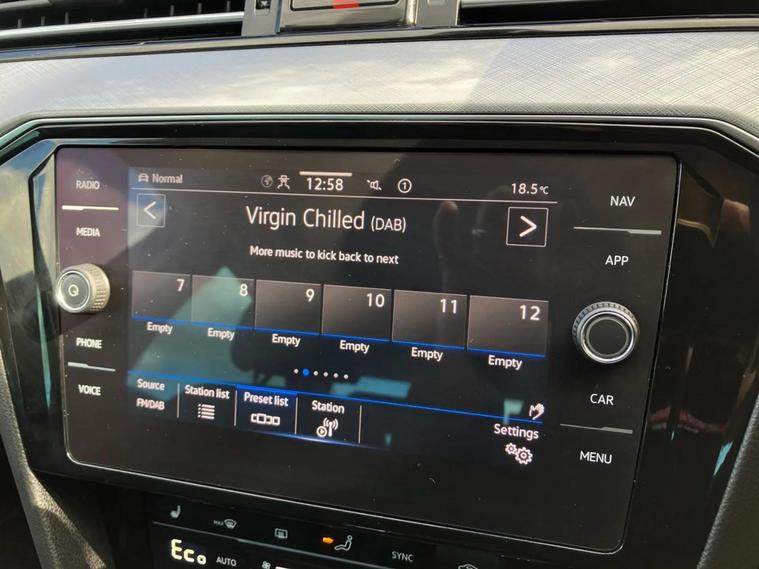 RADIO
MEDIA
PHONE
VOICE
Normal
12:58
1
18.5°C
Virgin Chilled (DAB)
More music to kick back to next
7 8 9 10 11 12
Empty Empty Empty Empty Empty Empty
Source
FM/DAB
Station list
Preset list
Station
Settings
NAV
APP
CAR
MENU
MAX
Eco AUTO
SYNC